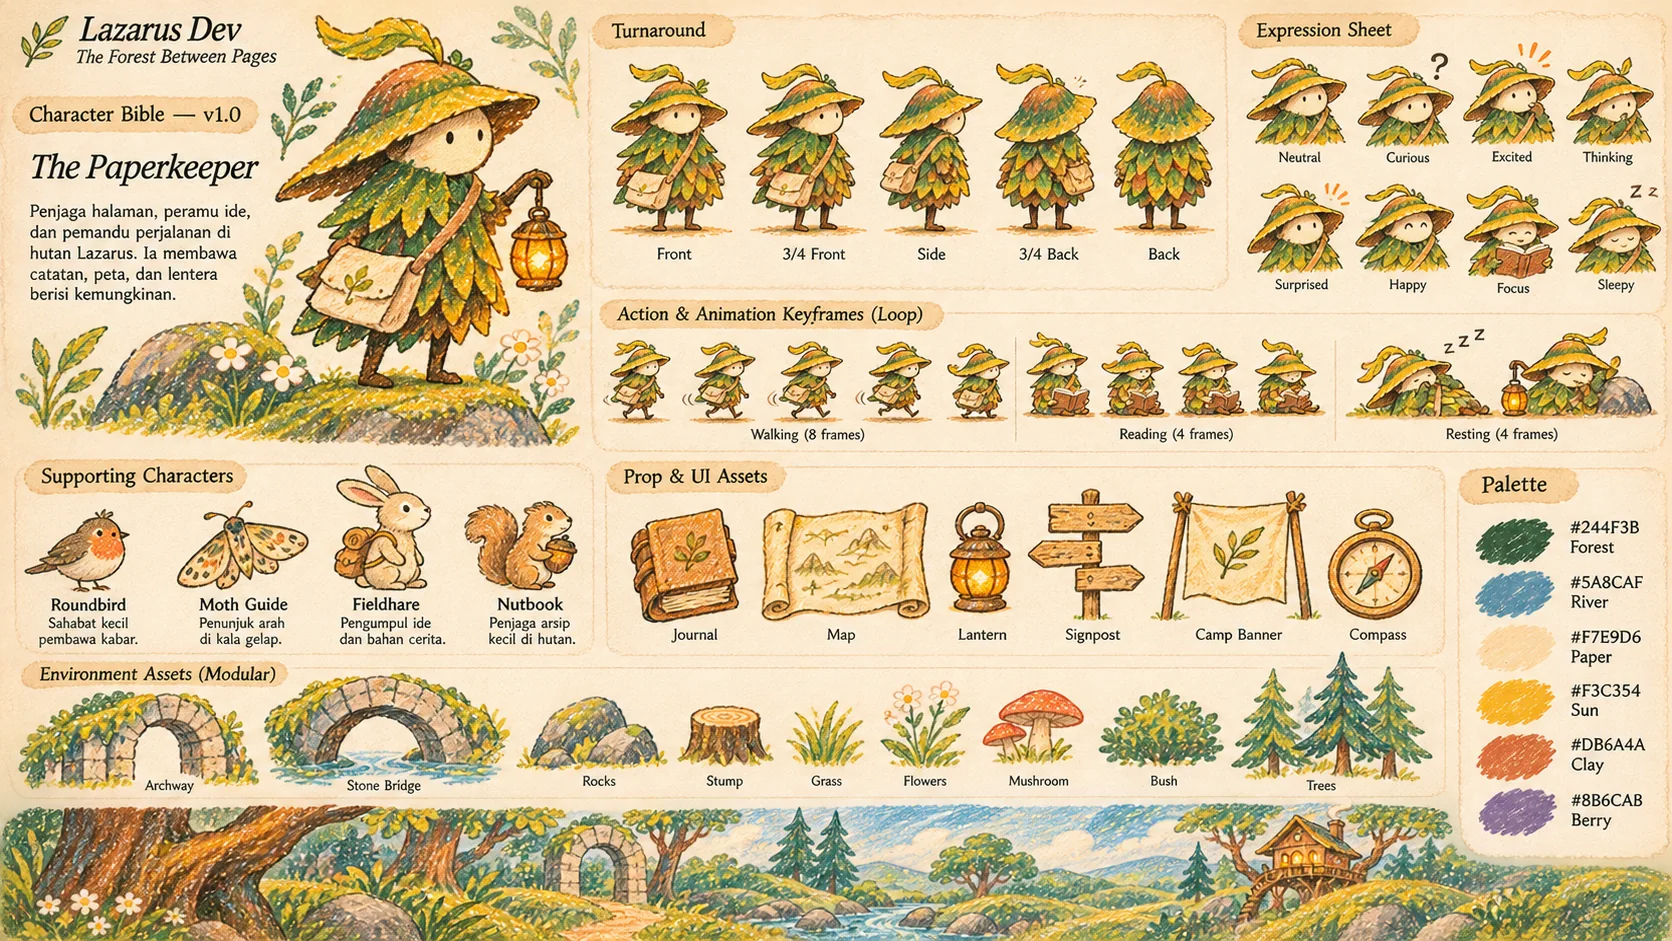 Lazarus Dev
The Forest Between Pages
Character Bible — v1.0
The Paperkeeper
Penjaga halaman, peramu ide,
dan pemandu perjalanan di
hutan Lazarus. Ia membawa
catatan, peta, dan lentera
berisi kemungkinan.
Turnaround
Front
3/4 Front
Side
3/4 Back
Back
Expression Sheet
?
Neutral
Curious
Excited
Thinking
z z
Surprised
Happy
Focus
Sleepy
Action & Animation Keyframes (Loop)
z z z
Walking (8 frames)
Reading (4 frames)
Resting (4 frames)
Supporting Characters
Roundbird
Sahabat kecil
pembawa kabar.
Moth Guide
Penunjuk arah
di kala gelap.
Fieldhare
Pengumpul ide
dan bahan cerita.
Nutbook
Penjaga arsip
kecil di hutan.
Prop & UI Assets
Journal
Map
Lantern
Signpost
Camp Banner
Compass
Palette
#244F3B
Forest
#5A8CAF
River
#F7E9D6
Paper
#F3C354
Sun
#DB6A4A
Clay
#8B6CAB
Berry
Environment Assets (Modular)
Archway
Stone Bridge
Rocks
Stump
Grass
Flowers
Mushroom
Bush
Trees